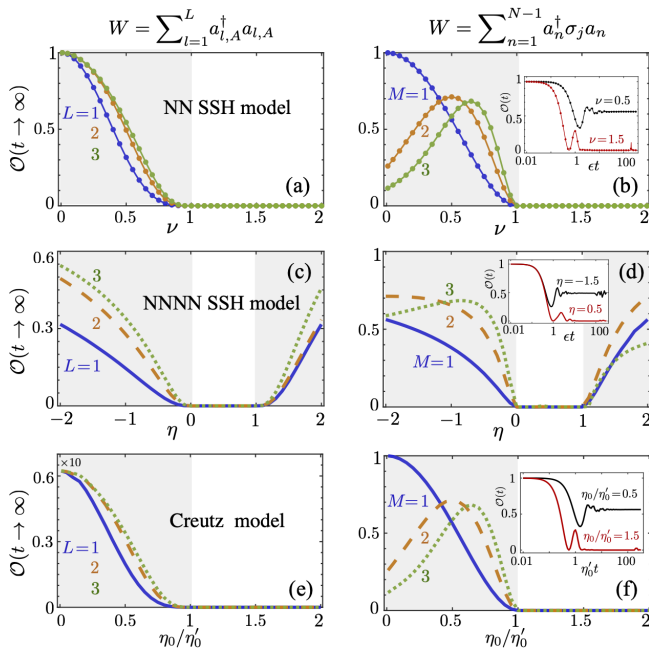 W = ∑_{l=1}^{L} a†_{l,A} a_{l,A}
W = ∑_{n=1}^{N−1} a†_n σ_j a_n
O(t → ∞)
1
0.5
0
L=1
2
3
NN SSH model
(a)
0 0.5 1 1.5 2
ν
1
0.5
0
M=1
2
3
(b)
0 0.5 1 1.5 2
ν
O(t)
1
0.5
0
ν=0.5
ν=1.5
0.01 1 100
ϵt
O(t → ∞)
0.6
0.3
0
3
2
L=1
NNNN SSH model
(c)
−2 −1 0 1 2
η
1
0.5
0
3
2
M=1
(d)
−2 −1 0 1 2
η
O(t)
1
0.5
0
η=−1.5
η=0.5
0.01 1 100
ϵt
O(t → ∞)
×10
0.6
0.3
0
L=1
2
3
Creutz model
(e)
0 0.5 1 1.5 2
η₀/η₀′
1
0.5
0
M=1
2
3
(f)
0 0.5 1 1.5 2
η₀/η₀′
O(t)
1
0.5
0
η₀/η₀′=0.5
η₀/η₀′=1.5
0.01 1 100
η₀′t